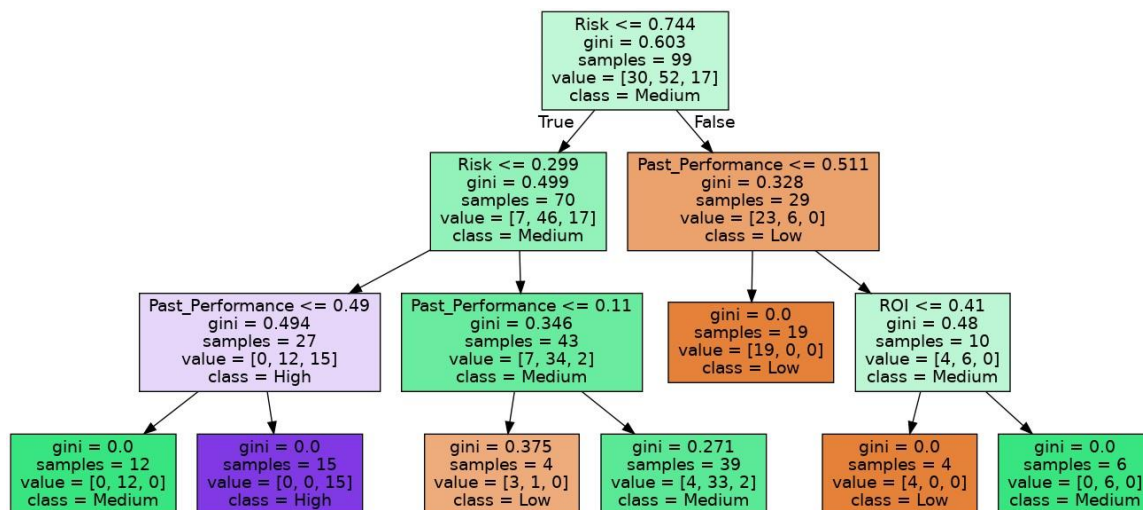 Risk <= 0.744
gini = 0.603
samples = 99
value = [30, 52, 17]
class = Medium
True
False
Risk <= 0.299
gini = 0.499
samples = 70
value = [7, 46, 17]
class = Medium
Past_Performance <= 0.511
gini = 0.328
samples = 29
value = [23, 6, 0]
class = Low
Past_Performance <= 0.49
gini = 0.494
samples = 27
value = [0, 12, 15]
class = High
Past_Performance <= 0.11
gini = 0.346
samples = 43
value = [7, 34, 2]
class = Medium
gini = 0.0
samples = 19
value = [19, 0, 0]
class = Low
ROI <= 0.41
gini = 0.48
samples = 10
value = [4, 6, 0]
class = Medium
gini = 0.0
samples = 12
value = [0, 12, 0]
class = Medium
gini = 0.0
samples = 15
value = [0, 0, 15]
class = High
gini = 0.375
samples = 4
value = [3, 1, 0]
class = Low
gini = 0.271
samples = 39
value = [4, 33, 2]
class = Medium
gini = 0.0
samples = 4
value = [4, 0, 0]
class = Low
gini = 0.0
samples = 6
value = [0, 6, 0]
class = Medium